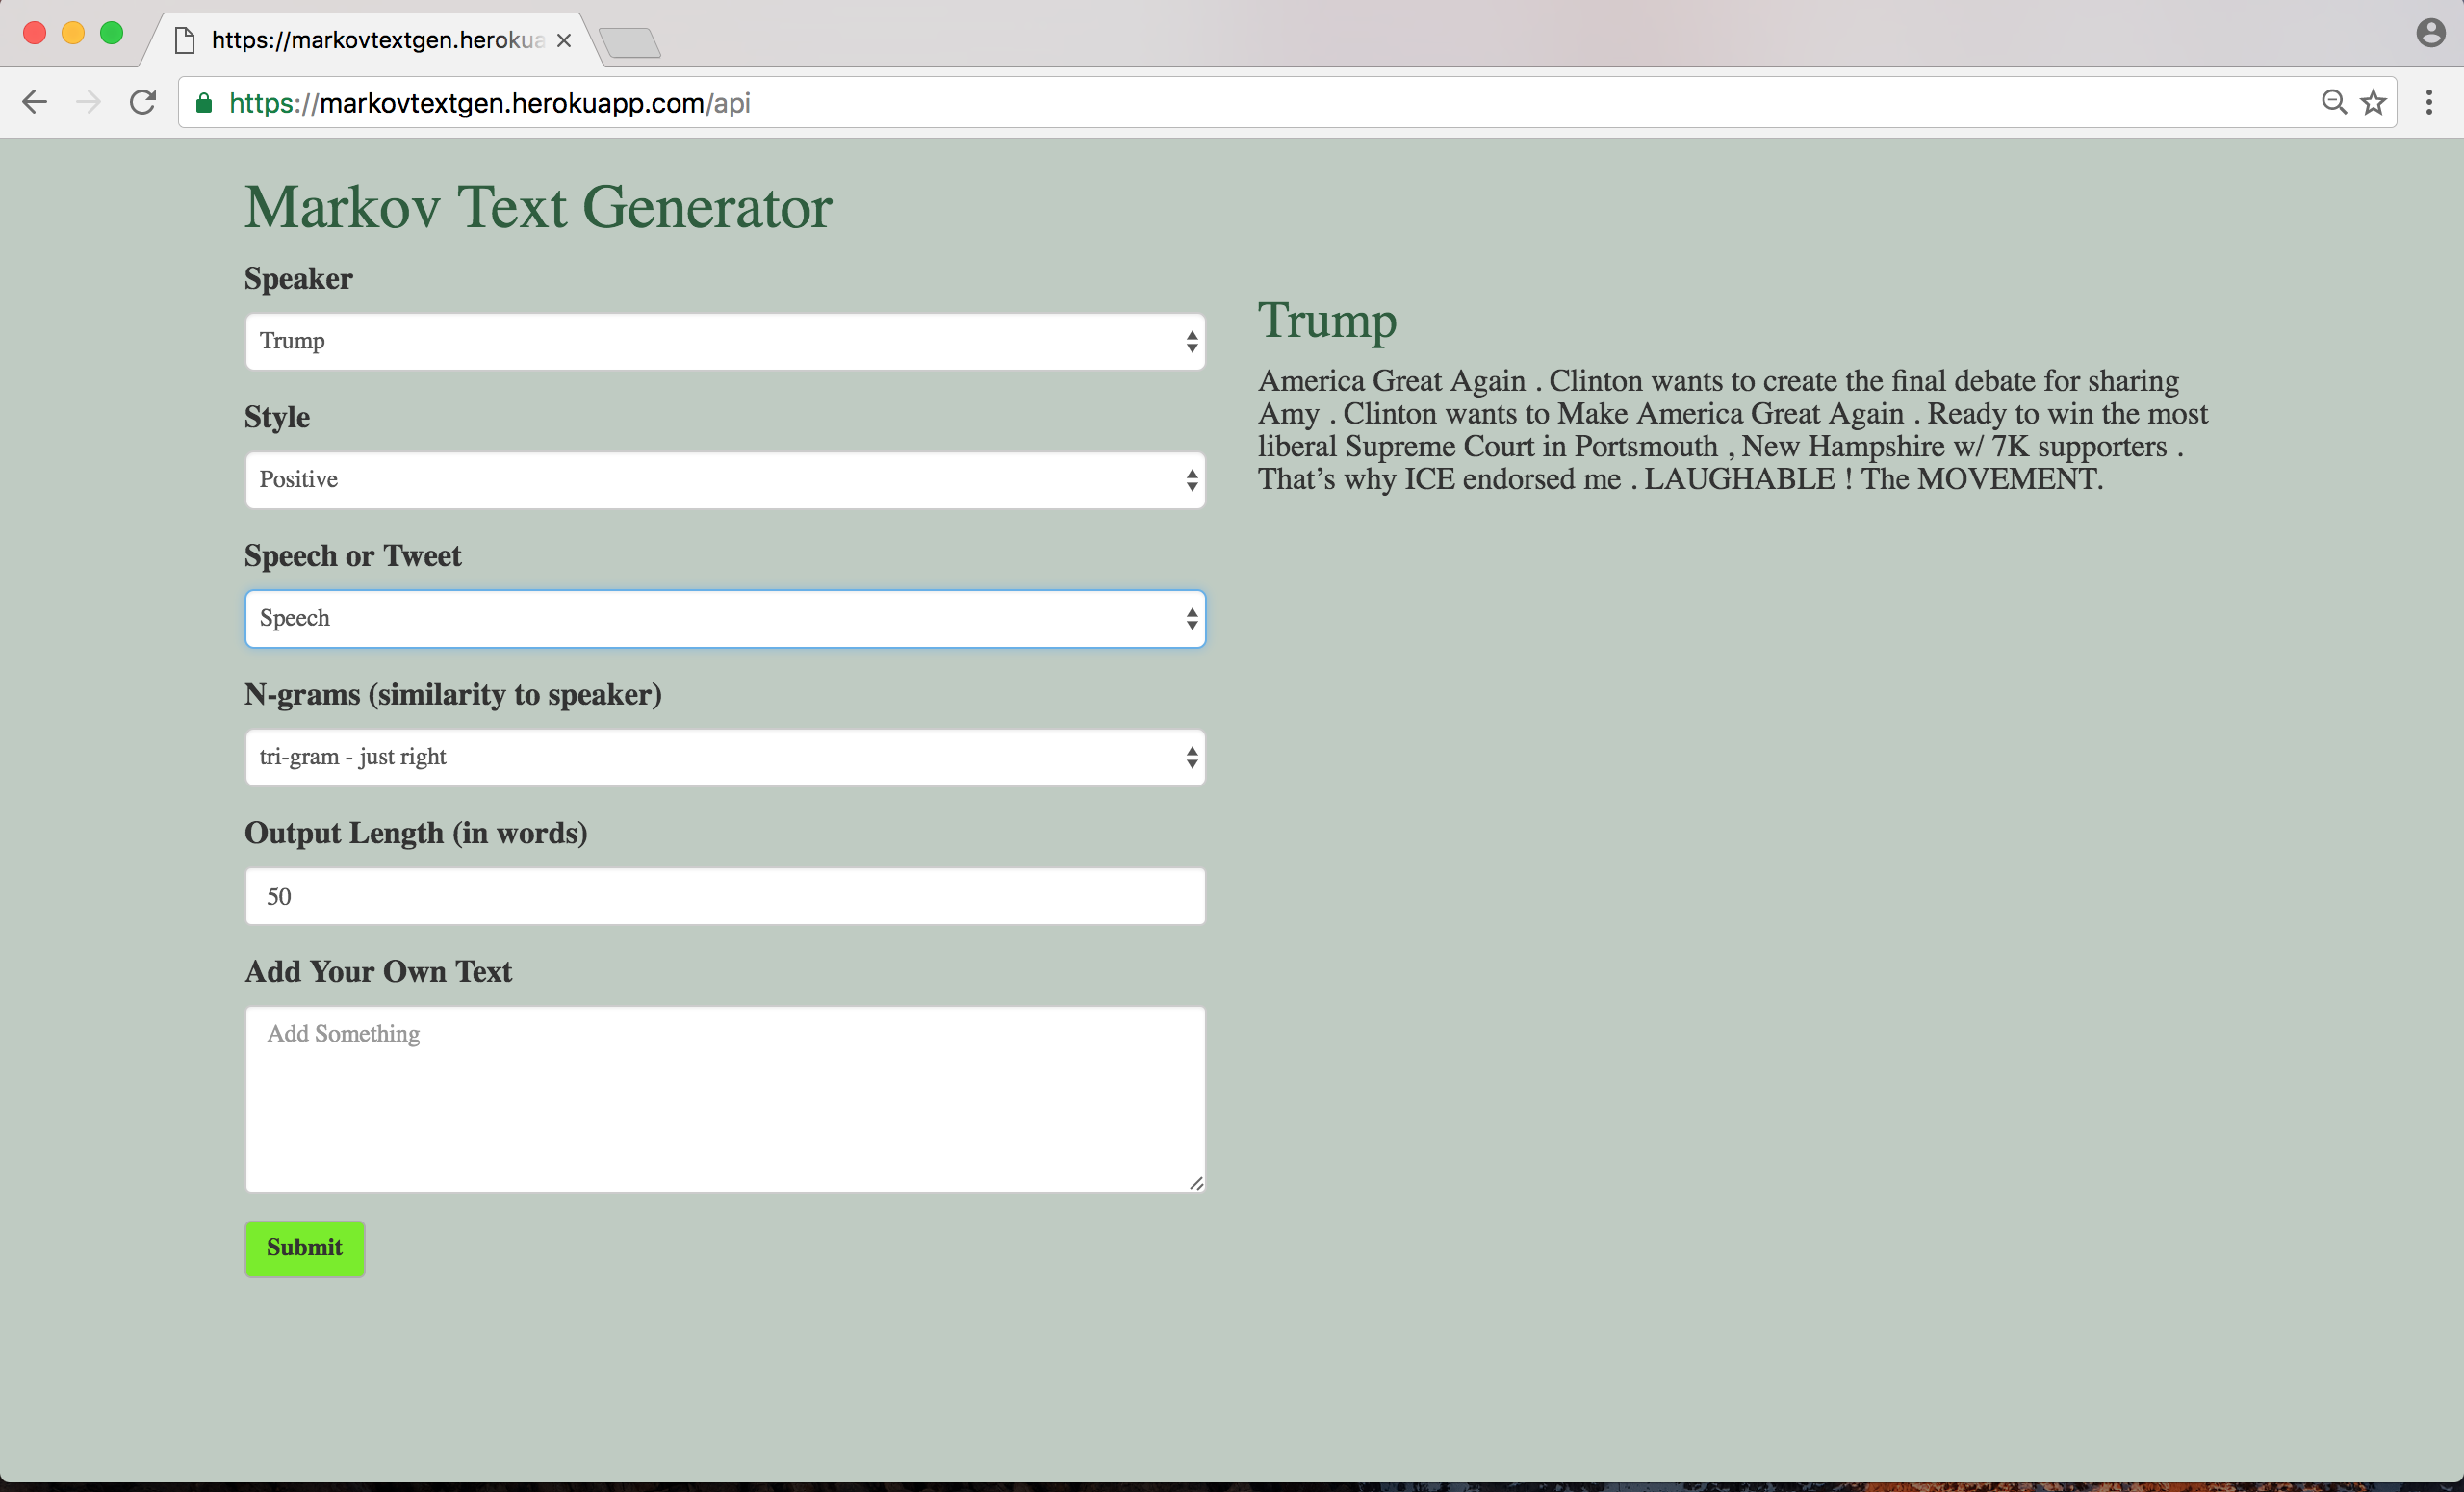 https://markovtextgen.herokua
https://markovtextgen.herokuapp.com/api
Markov Text Generator
Speaker
Trump
Style
Positive
Speech or Tweet
Speech
N-grams (similarity to speaker)
tri-gram - just right
Output Length (in words)
50
Add Your Own Text
Add Something
Submit
Trump
America Great Again . Clinton wants to create the final debate for sharing
Amy . Clinton wants to Make America Great Again . Ready to win the most
liberal Supreme Court in Portsmouth , New Hampshire w/ 7K supporters .
That’s why ICE endorsed me . LAUGHABLE ! The MOVEMENT.